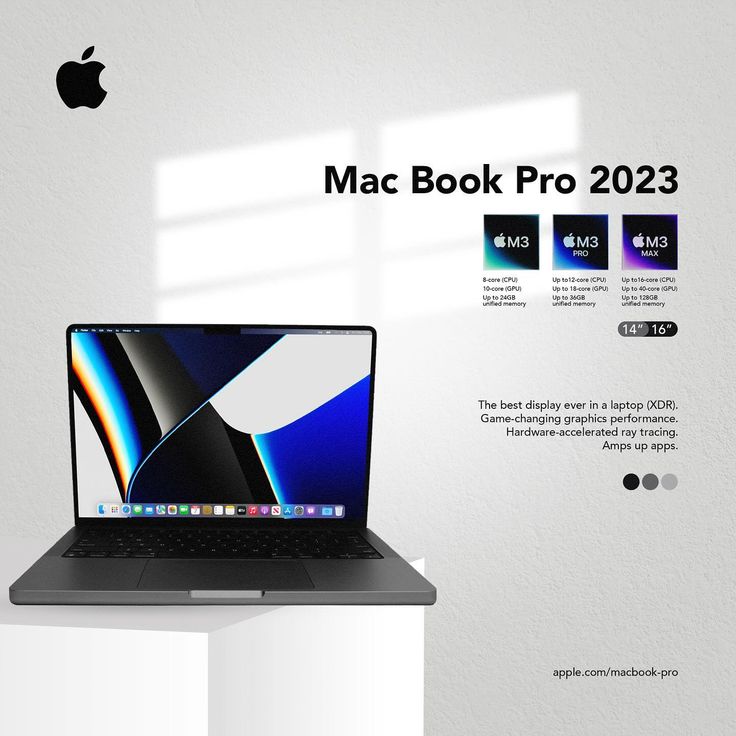 Mac Book Pro 2023
M3
8-core (CPU)
10-core (GPU)
Up to 24GB
unified memory
M3
PRO
Up to12-core (CPU)
Up to 18-core (GPU)
Up to 36GB
unified memory
M3
MAX
Up to16-core (CPU)
Up to 40-core (GPU)
Up to 128GB
unified memory
14” 16”
The best display ever in a laptop (XDR).
Game-changing graphics performance.
Hardware-accelerated ray tracing.
Amps up apps.
apple.com/macbook-pro